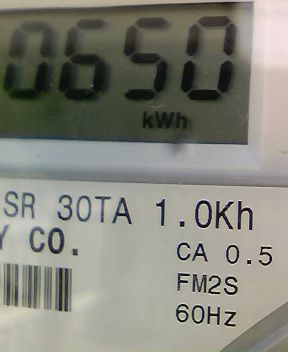 0650
kWh
SR 30TA 1.0Kh
Y CO.
CA 0.5
FM2S
60Hz